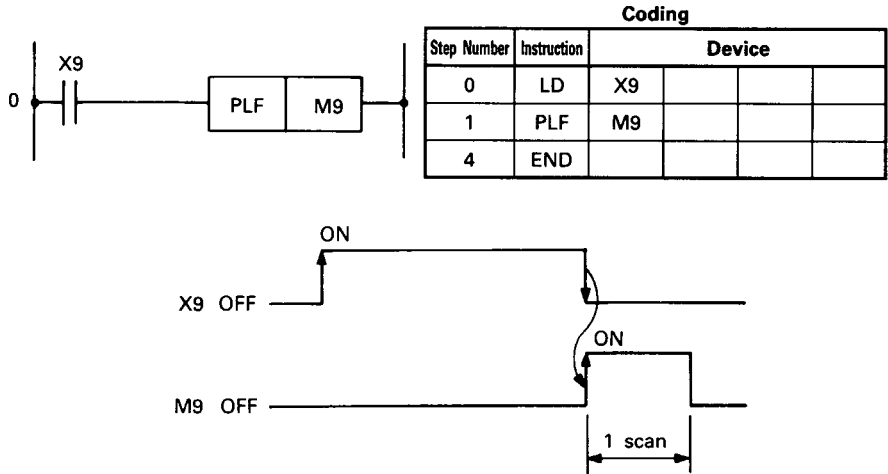 Coding
X9
0
PLF M9
Step Number Instruction Device
0 LD X9
1 PLF M9
4 END
ON
X9 OFF
ON
M9 OFF
1 scan